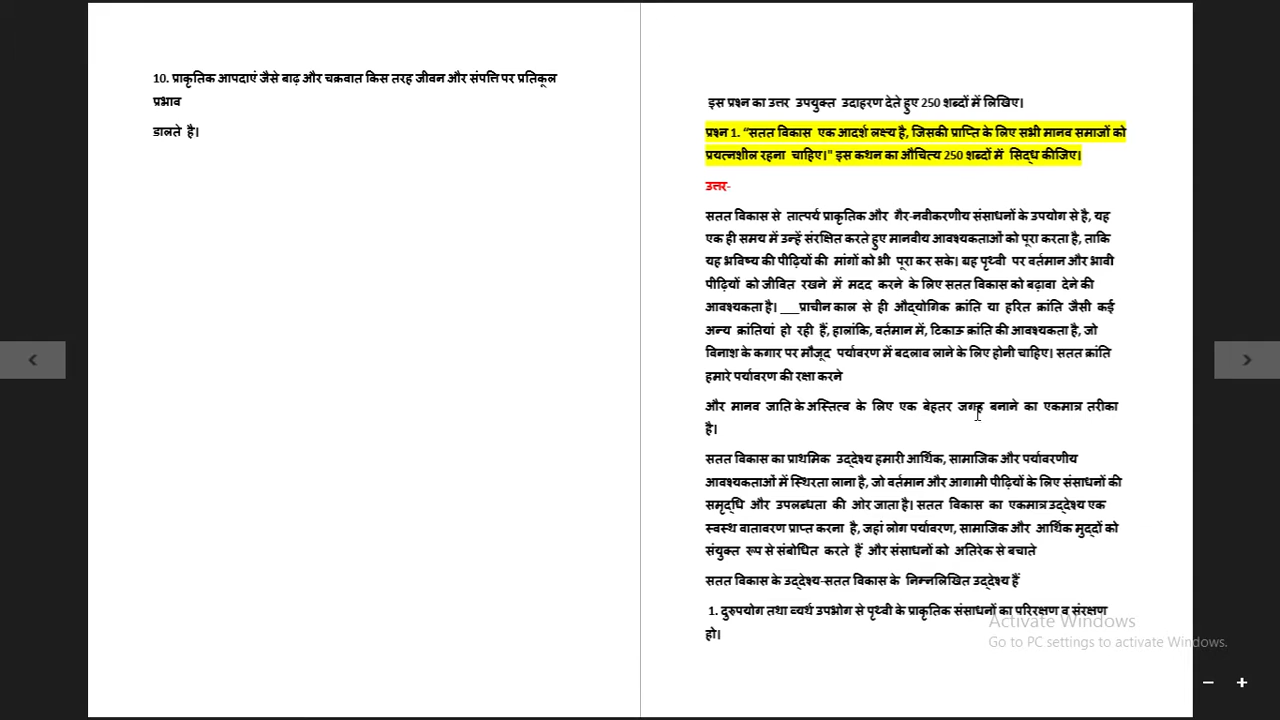 10. प्राकृतिक आपदाएं जैसे बाढ़ और चक्रवात किस तरह जीवन और संपत्ति पर प्रतिकूल
प्रभाव
डालते है।
इस प्रश्न का उत्तर उपयुक्त उदाहरण देते हुए 250 शब्दों में लिखिए।
प्रश्न 1. “सतत विकास एक आदर्श लक्ष्य है, जिसकी प्राप्ति के लिए सभी मानव समाजों को
प्रयत्नशील रहना चाहिए।" इस कथन का औचित्य 250 शब्दों में सिद्ध कीजिए।
उत्तर-
सतत विकास से तात्पर्य प्राकृतिक और गैर-नवीकरणीय संसाधनों के उपयोग से है, यह
एक ही समय में उन्हें संरक्षित करते हुए मानवीय आवश्यकताओं को पूरा करता है, ताकि
यह भविष्य की पीढ़ियों की मांगों को भी पूरा कर सके। ग्रह पृथ्वी पर वर्तमान और भावी
पीढ़ियों को जीवित रखने में मदद करने के लिए सतत विकास को बढ़ावा देने की
आवश्यकता है। ___प्राचीन काल से ही औद्योगिक क्रांति या हरित क्रांति जैसी कई
अन्य क्रांतियां हो रही हैं, हालांकि, वर्तमान में, टिकाऊ क्रांति की आवश्यकता है, जो
विनाश के कगार पर मौजूद पर्यावरण में बदलाव लाने के लिए होनी चाहिए। सतत क्रांति
हमारे पर्यावरण की रक्षा करने
और मानव जाति के अस्तित्व के लिए एक बेहतर जगह बनाने का एकमात्र तरीका
है।
सतत विकास का प्राथमिक उद्देश्य हमारी आर्थिक, सामाजिक और पर्यावरणीय
आवश्यकताओं में स्थिरता लाना है, जो वर्तमान और आगामी पीढ़ियों के लिए संसाधनों की
समृद्धि और उपलब्धता की ओर जाता है। सतत विकास का एकमात्र उद्देश्य एक
स्वस्थ वातावरण प्राप्त करना है, जहां लोग पर्यावरण, सामाजिक और आर्थिक मुद्दों को
संयुक्त रूप से संबोधित करते हैं और संसाधनों को अतिरेक से बचाते
सतत विकास के उद्देश्य-सतत विकास के निम्नलिखित उद्देश्य हैं
1. दुरुपयोग तथा व्यर्थ उपभोग से पृथ्वी के प्राकृतिक संसाधनों का परिरक्षण व संरक्षण
हो।
Activate Windows
Go to PC settings to activate Windows.